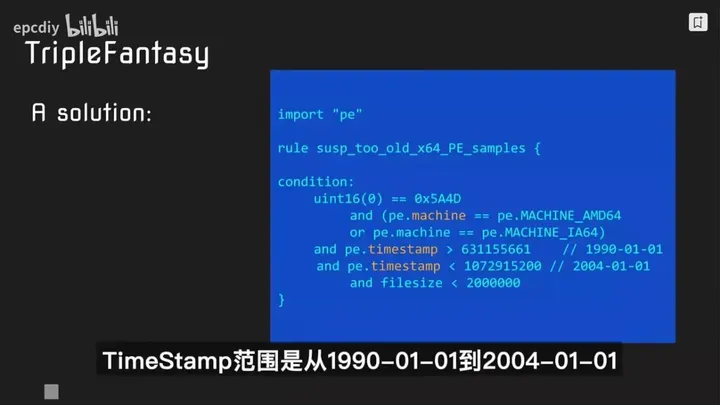 epcdiy bilibili
TripleFantasy
A solution:
import "pe"
rule susp_too_old_x64_PE_samples {
condition:
uint16(0) == 0x5A4D
and (pe.machine == pe.MACHINE_AMD64
or pe.machine == pe.MACHINE_IA64)
and pe.timestamp > 631155661 // 1990-01-01
and pe.timestamp < 1072915200 // 2004-01-01
and filesize < 2000000
}
TimeStamp范围是从1990-01-01到2004-01-01